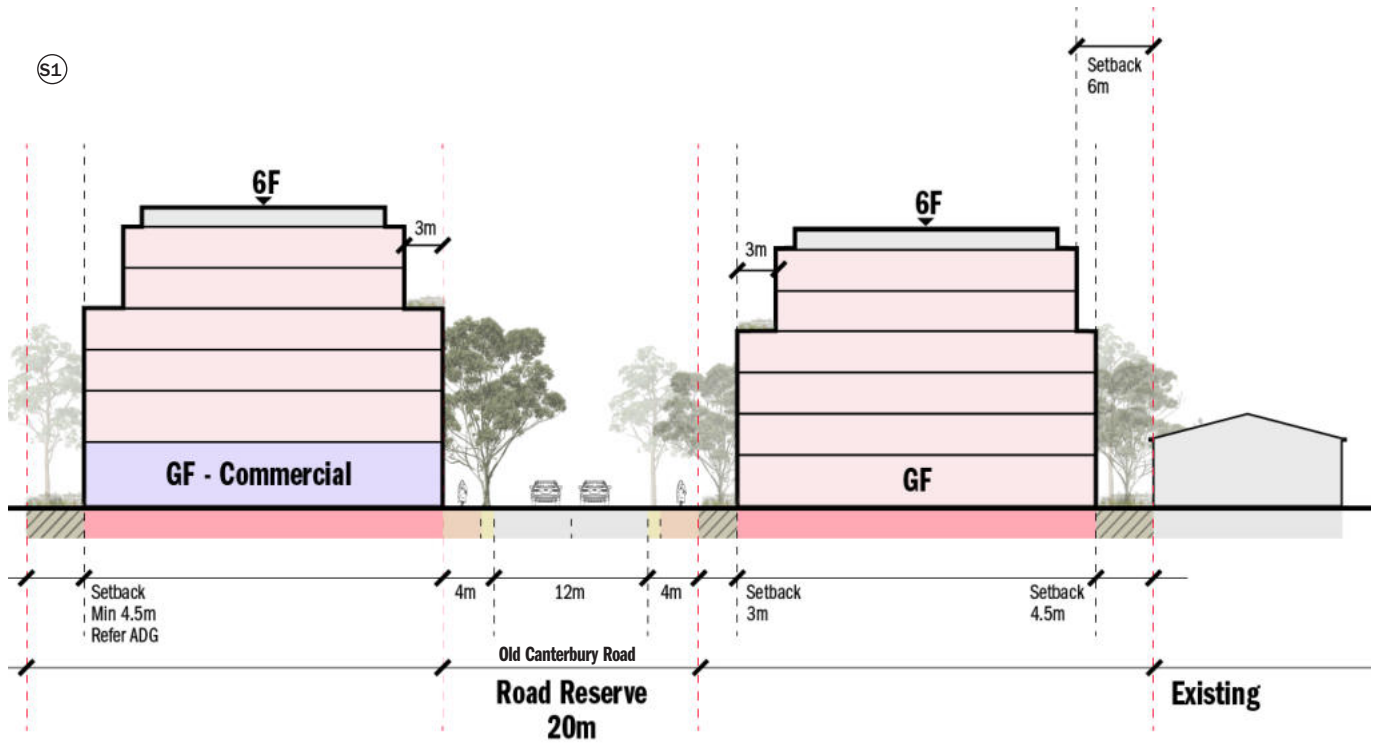 S1
Setback
6m
6F
3m
6F
3m
GF - Commercial
GF
Setback
Min 4.5m
Refer ADG
4m
12m
4m
Setback
3m
Setback
4.5m
Old Canterbury Road
Road Reserve
20m
Existing